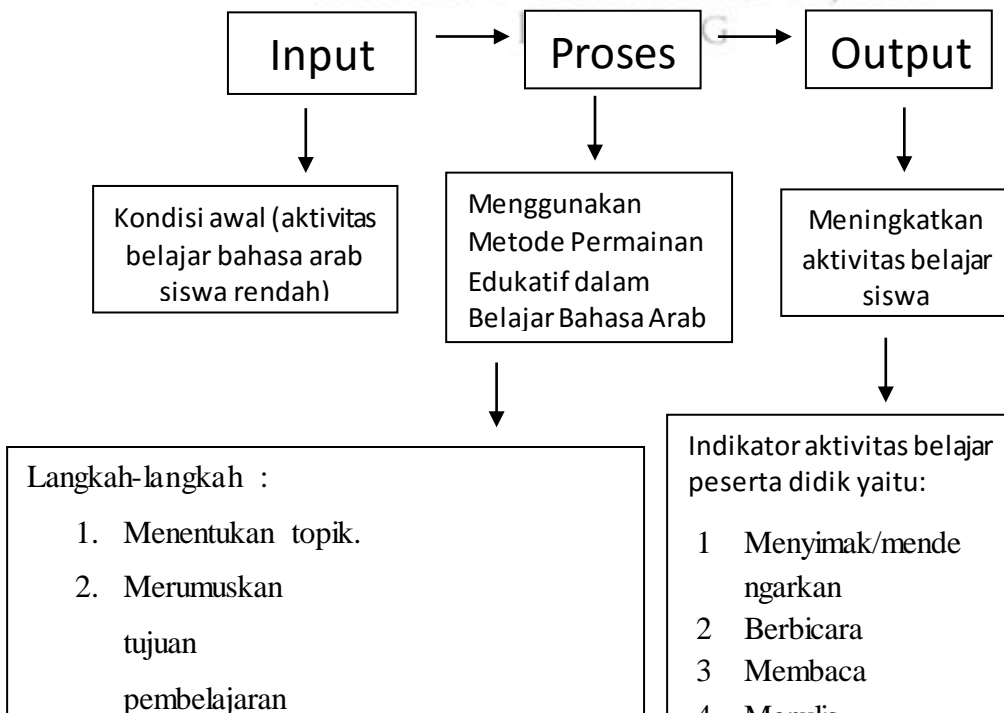 Input
Proses
Output
Kondisi awal (aktivitas
belajar bahasa arab
siswa rendah)
Menggunakan
Metode Permainan
Edukatif dalam
Belajar Bahasa Arab
Meningkatkan
aktivitas belajar
siswa
Langkah-langkah :
1. Menentukan topik.
2. Merumuskan
tujuan
pembelajaran
Indikator aktivitas belajar
peserta didik yaitu:
1 Menyimak/mende
ngarkan
2 Berbicara
3 Membaca
4 Menulis